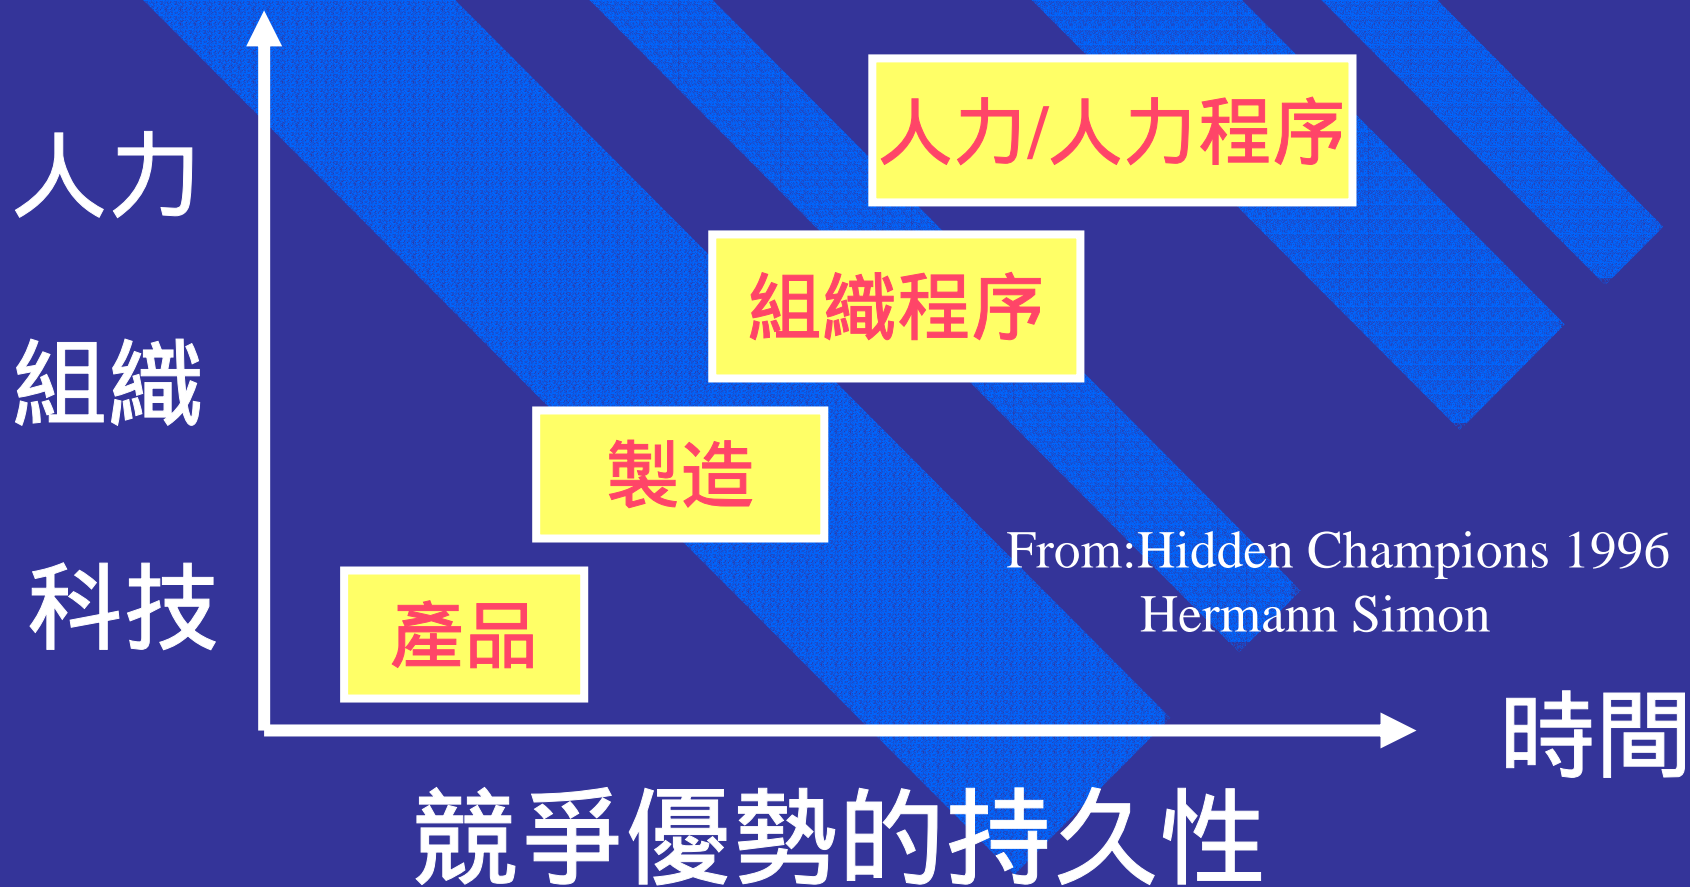 人力/人力程序
人力
組織程序
組織
製造
From:Hidden Champions 1996
科技
Hermann Simon
產品
時間
競爭優勢的持久性